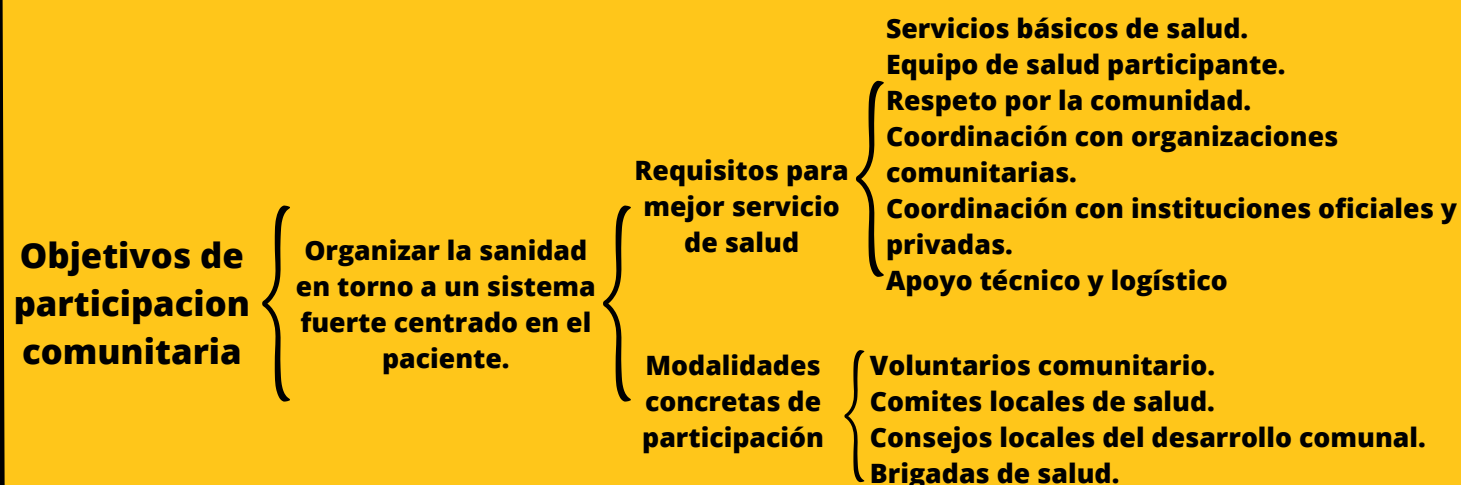 Objetivos de
participacion
comunitaria
Organizar la sanidad
en torno a un sistema
fuerte centrado en el
paciente.
Requisitos para
mejor servicio
de salud
Servicios básicos de salud.
Equipo de salud participante.
Respeto por la comunidad.
Coordinación con organizaciones
comunitarias.
Coordinación con instituciones oficiales y
privadas.
Apoyo técnico y logístico
Modalidades
concretas de
participación
Voluntarios comunitario.
Comites locales de salud.
Consejos locales del desarrollo comunal.
Brigadas de salud.